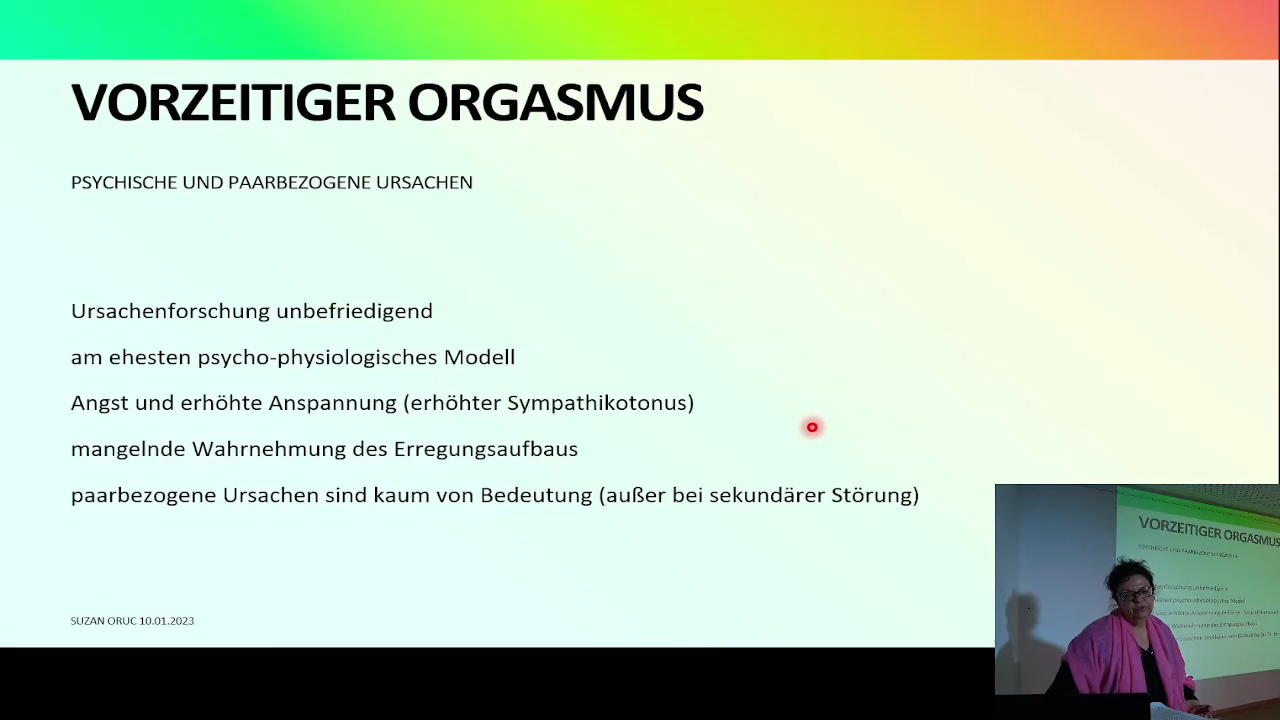 VORZEITIGER ORGASMUS
PSYCHISCHE UND PAARBEZOGENE URSACHEN
Ursachenforschung unbefriedigend
am ehesten psycho-physiologisches Modell
Angst und erhöhte Anspannung (erhöhter Sympathikotonus)
mangelnde Wahrnehmung des Erregungsaufbaus
paarbezogene Ursachen sind kaum von Bedeutung (außer bei sekundärer Störung)
SUZAN ORUC 10.01.2023
VORZEITIGER ORGASMUS